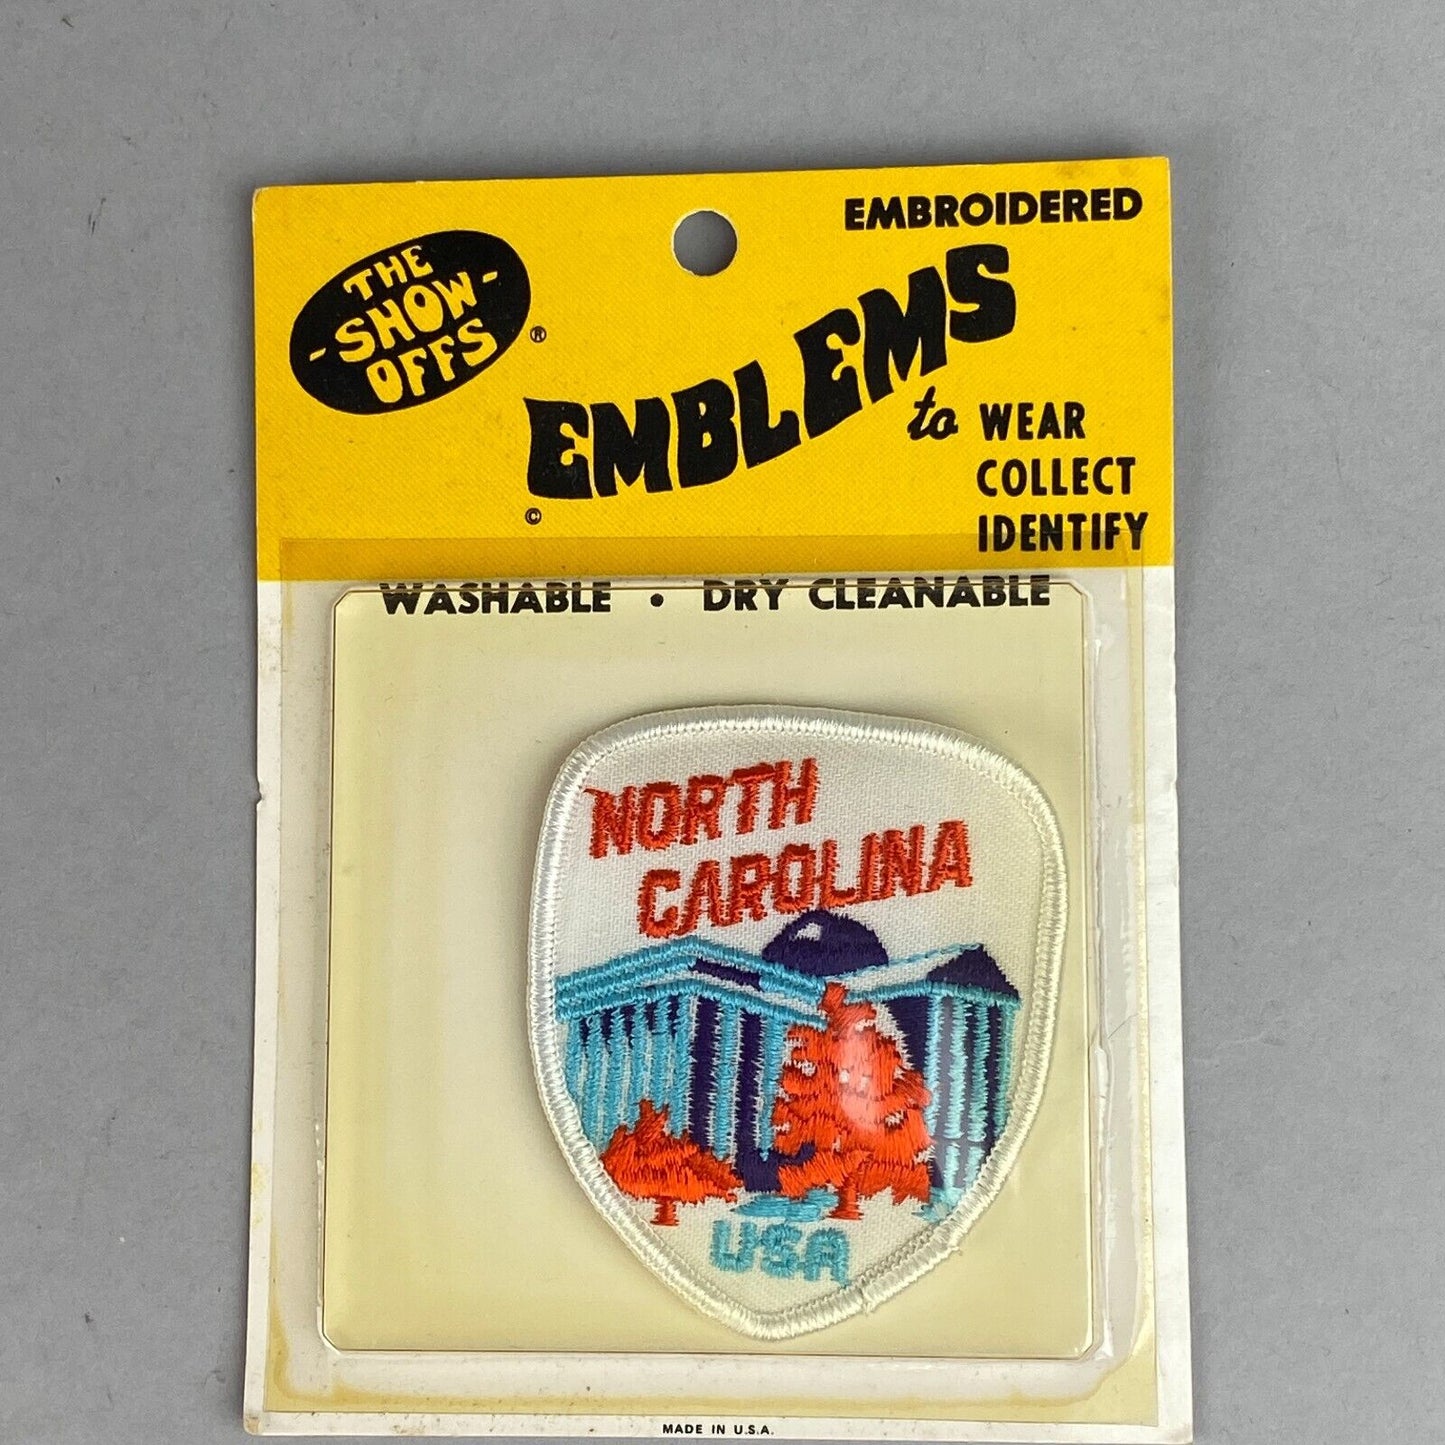 THE
-SHOW-
OFFS
®
EMBROIDERED
EMBLEMS
©
to WEAR
COLLECT
IDENTIFY
WASHABLE • DRY CLEANABLE
NORTH
CAROLINA
USA
MADE IN U.S.A.